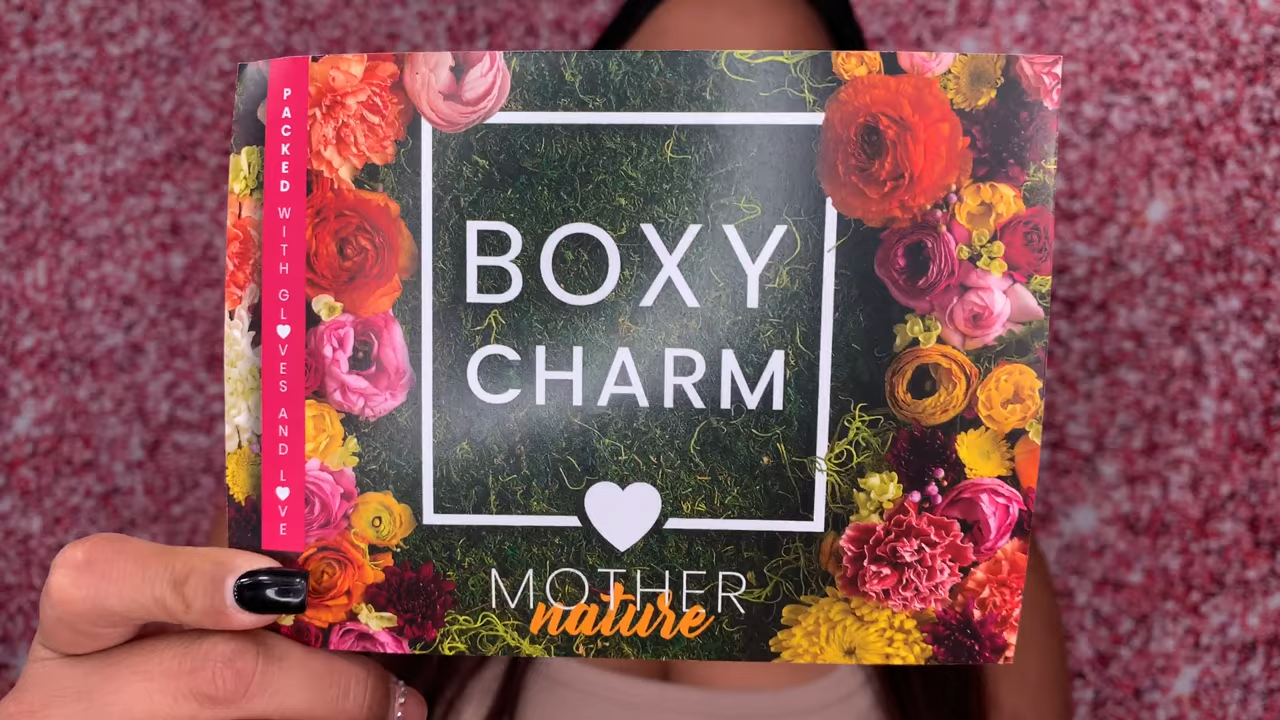 PACKED WITH GL♥VES AND L♥VE
BOXY
CHARM
MOTHER
nature